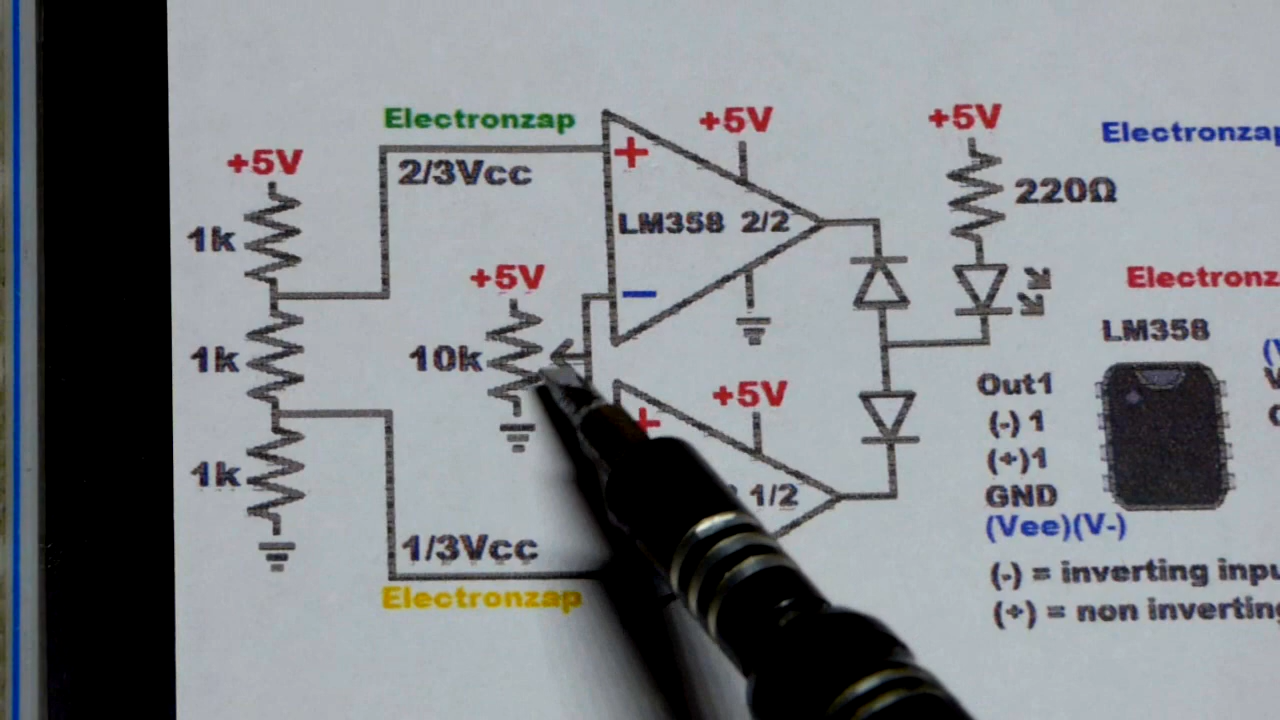 Electronzap
+5V
+5V
Electronzap
+5V
2/3Vcc
+
220Ω
1k
LM358 2/2
+5V
−
Electronz
LM358
1k
10k
+5V
Out1
(-) 1
+
(+)1
1k
1/2
GND
(Vee)(V-)
1/3Vcc
(-) = inverting inpu
Electronzap
(+) = non inverting